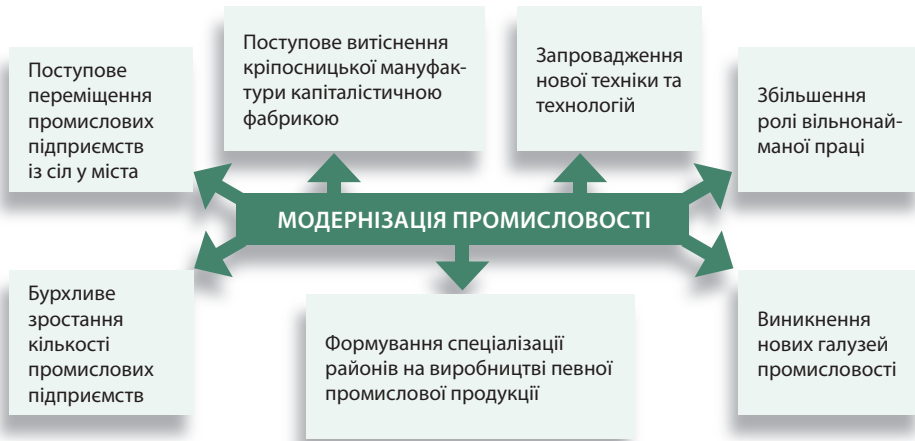 Поступове
переміщення
промислових
підприємств
із сіл у міста
Поступове витіснення
кріпосницької мануфак-
тури капіталістичною
фабрикою
Запровадження
нової техніки та
технологій
Збільшення
ролі вільнонай-
маної праці
МОДЕРНІЗАЦІЯ ПРОМИСЛОВОСТІ
Бурхливе
зростання
кількості
промислових
підприємств
Формування спеціалізації
районів на виробництві певної
промислової продукції
Виникнення
нових галузей
промисловості